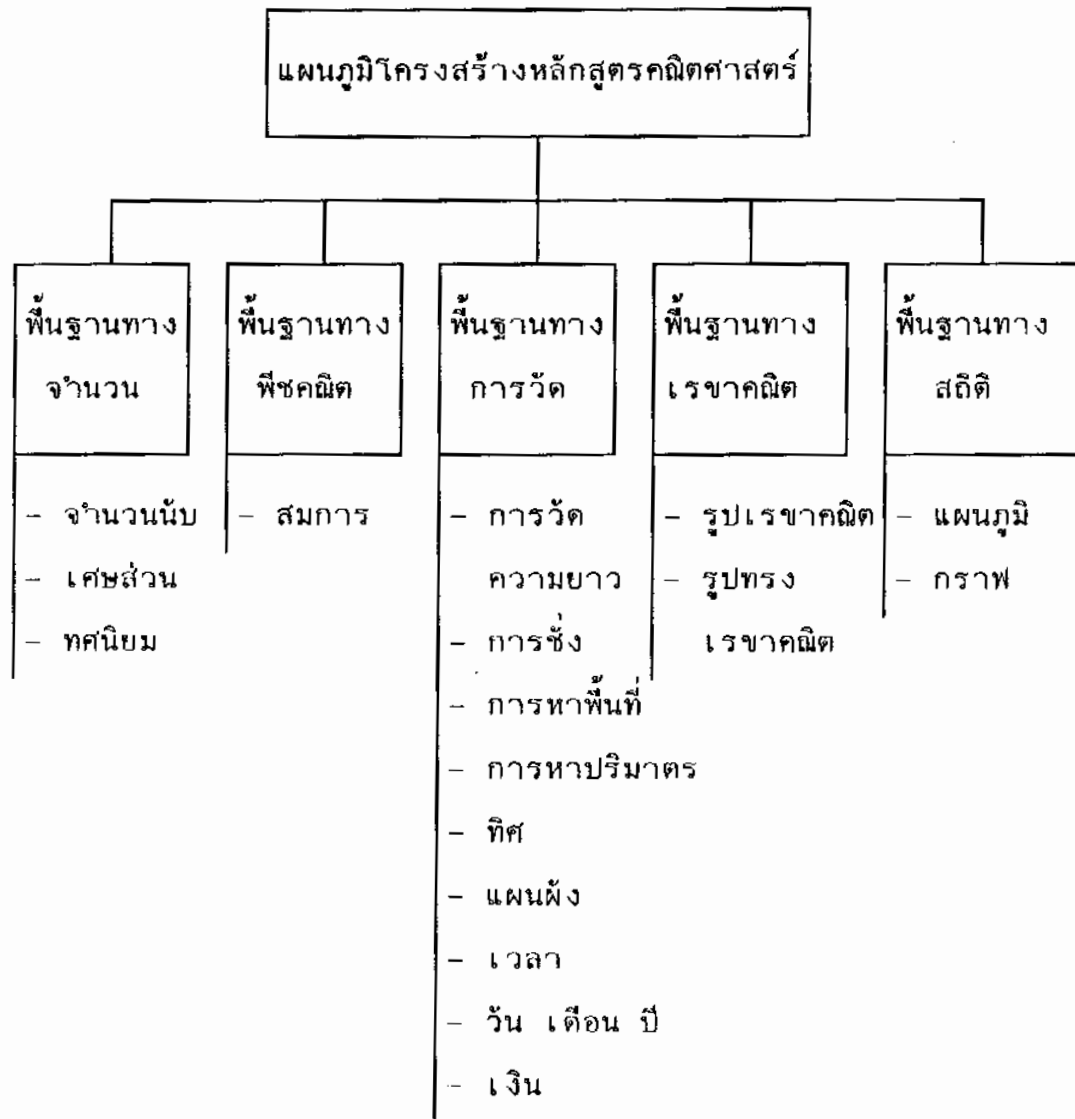 แผนภูมิโครงสร้างหลักสูตรคณิตศาสตร์
พื้นฐานทาง
จำนวน
- จำนวนนับ
- เศษส่วน
- ทศนิยม
พื้นฐานทาง
พีชคณิต
- สมการ
พื้นฐานทาง
การวัด
- การวัด
ความยาว
- การชั่ง
- การหาพื้นที่
- การหาปริมาตร
- ทิศ
- แผนผัง
- เวลา
- วัน เดือน ปี
- เงิน
พื้นฐานทาง
เรขาคณิต
- รูปเรขาคณิต
- รูปทรง
เรขาคณิต
พื้นฐานทาง
สถิติ
- แผนภูมิ
- กราฟ